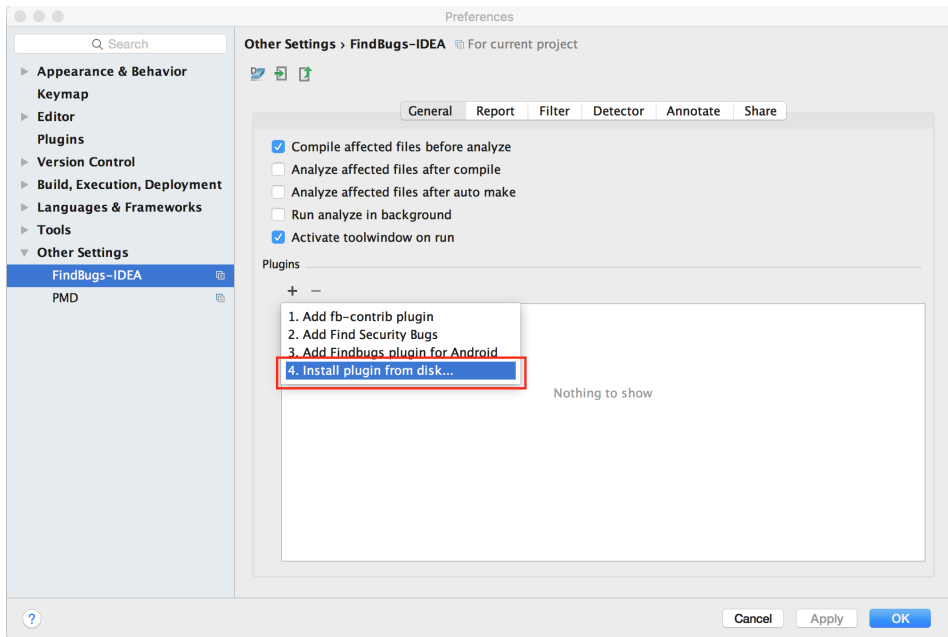 Preferences
Search
Other Settings › FindBugs-IDEA For current project
Appearance & Behavior
Keymap
Editor
Plugins
Version Control
Build, Execution, Deployment
Languages & Frameworks
Tools
Other Settings
FindBugs-IDEA
PMD
General Report Filter Detector Annotate Share
Compile affected files before analyze
Analyze affected files after compile
Analyze affected files after auto make
Run analyze in background
Activate toolwindow on run
Plugins
+ −
1. Add fb-contrib plugin
2. Add Find Security Bugs
3. Add Findbugs plugin for Android
4. Install plugin from disk...
Nothing to show
?
Cancel Apply OK